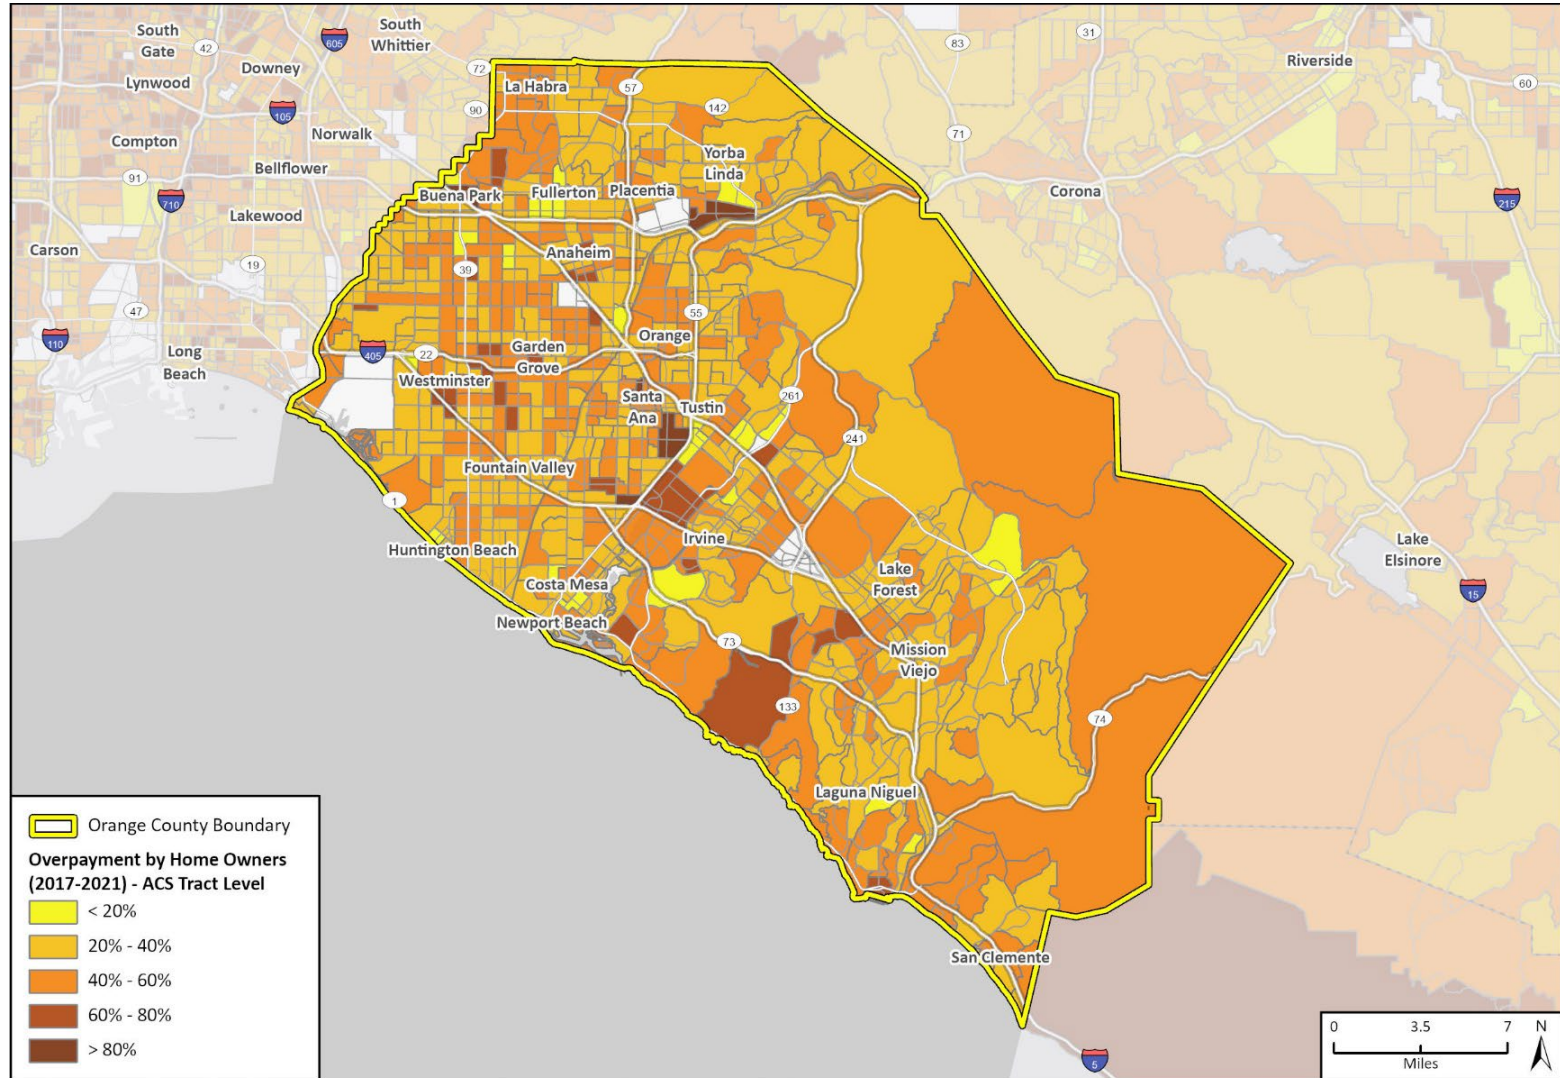 South
Gate
42
605
South
Whittier
83
31
Riverside
Lynwood
Downey
72
La Habra
57
60
105
90
142
Compton
Norwalk
71
Yorba
Linda
Bellflower
91
710
Buena Park
Fullerton
Placentia
Corona
215
Lakewood
Carson
Anaheim
19
39
47
55
110
Long
Beach
405
22
Garden
Grove
Orange
Westminster
261
Santa
Ana
Tustin
241
Fountain Valley
1
Huntington Beach
Irvine
Lake
Elsinore
Costa Mesa
Lake
Forest
15
Newport Beach
73
Mission
Viejo
133
74
Laguna Niguel
San Clemente
5
Orange County Boundary
Overpayment by Home Owners
(2017-2021) - ACS Tract Level
< 20%
20% - 40%
40% - 60%
60% - 80%
> 80%
0 3.5 7
Miles
N